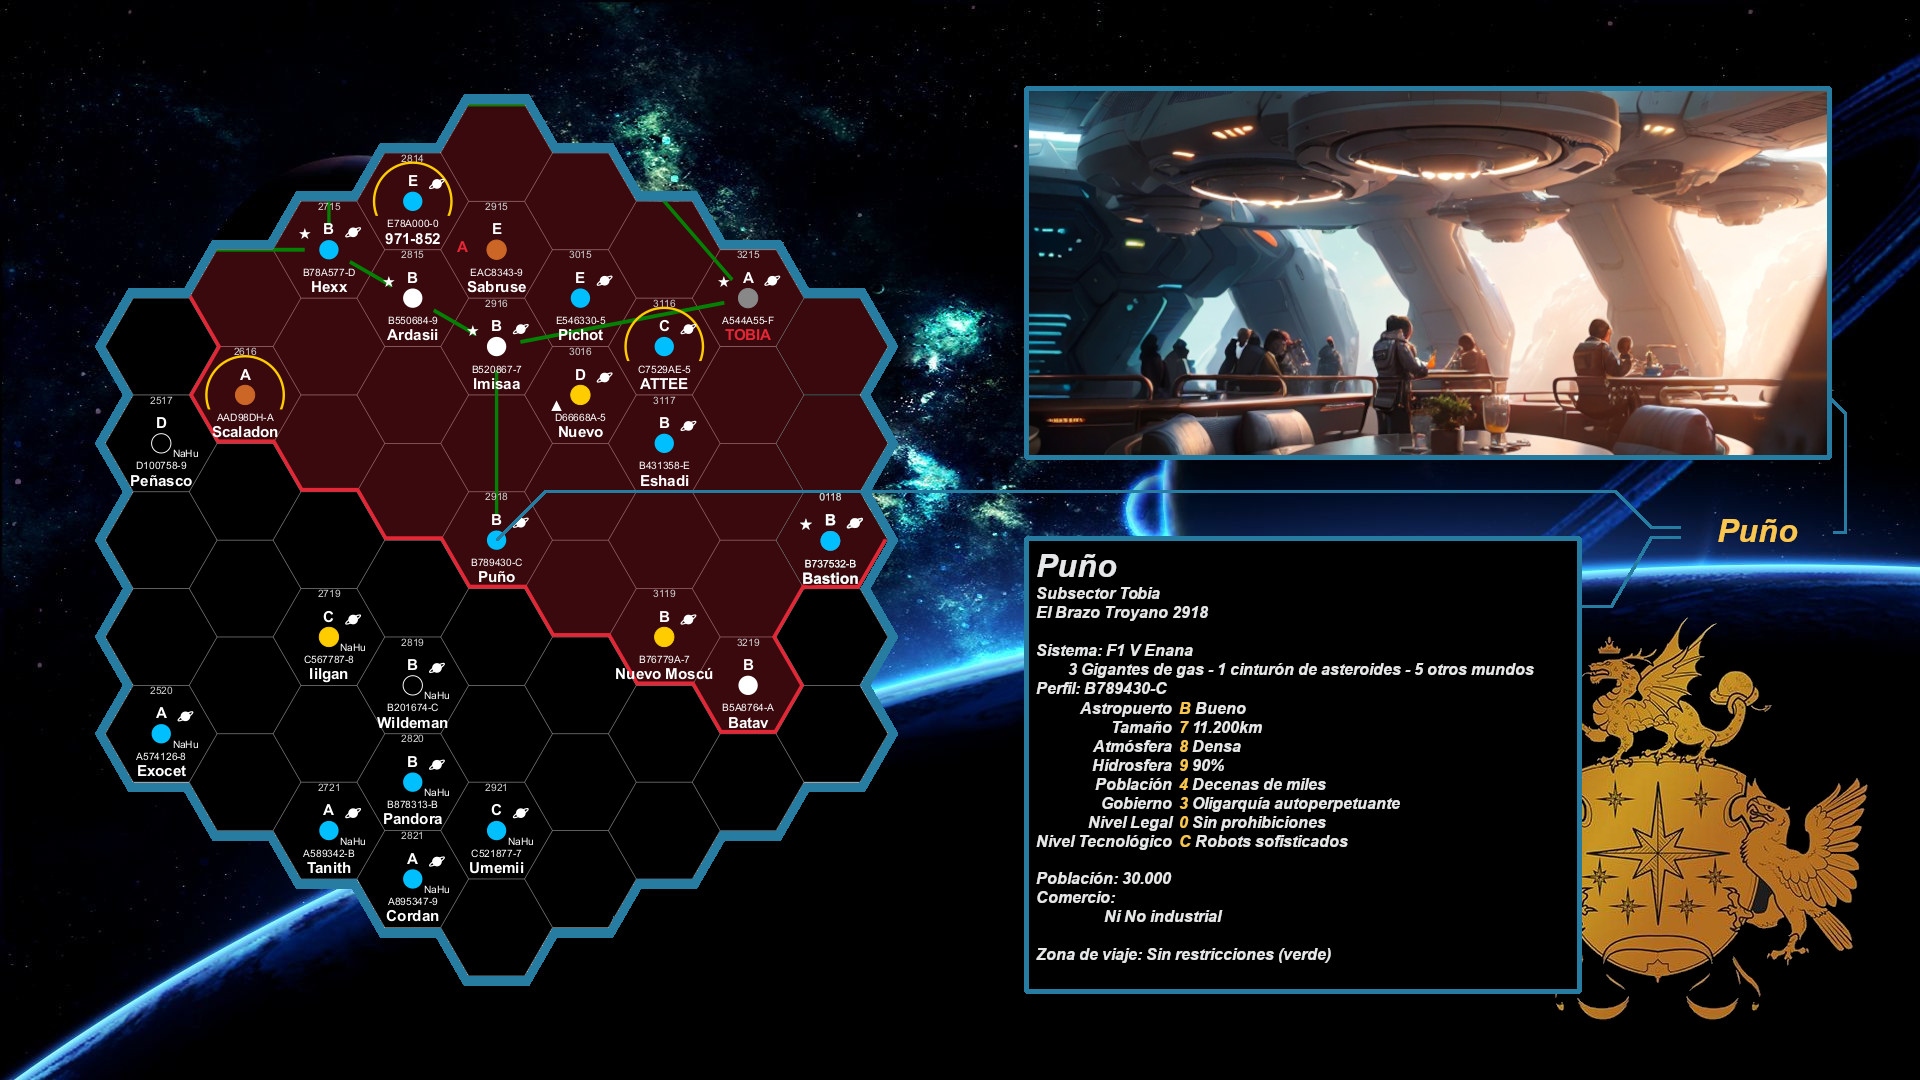 2814
E
E78A000-0
971-852
2715
B
B78A577-D
Hexx
2915
A
E
EAC8343-9
Sabruse
2815
B
B550684-9
Ardasii
3015
E
E546330-5
Pichot
3215
A
A544A55-F
TOBIA
2916
B
B520867-7
Imisaa
3116
C
C7529AE-5
ATTEE
2616
A
AAD98DH-A
Scaladon
3016
D
D66668A-5
Nuevo
2517
D
NaHu
D100758-9
Peñasco
3117
B
B431358-E
Eshadi
2918
B
B789430-C
Puño
0118
B
B737532-B
Bastion
2719
C
NaHu
C567787-8
Iilgan
3119
B
B76779A-7
Nuevo Moscú
2819
B
NaHu
B201674-C
Wildeman
3219
B
B5A8764-A
Batav
2520
A
NaHu
A574126-8
Exocet
2820
B
NaHu
B878313-B
Pandora
2721
A
NaHu
A589342-B
Tanith
2921
C
NaHu
C521877-7
Umemii
2821
A
NaHu
A895347-9
Cordan
Puño
Puño
Subsector Tobia
El Brazo Troyano 2918
Sistema: F1 V Enana
3 Gigantes de gas - 1 cinturón de asteroides - 5 otros mundos
Perfil: B789430-C
Astropuerto B Bueno
Tamaño 7 11.200km
Atmósfera 8 Densa
Hidrosfera 9 90%
Población 4 Decenas de miles
Gobierno 3 Oligarquía autoperpetuante
Nivel Legal 0 Sin prohibiciones
Nivel Tecnológico C Robots sofisticados
Población: 30.000
Comercio:
Ni No industrial
Zona de viaje: Sin restricciones (verde)